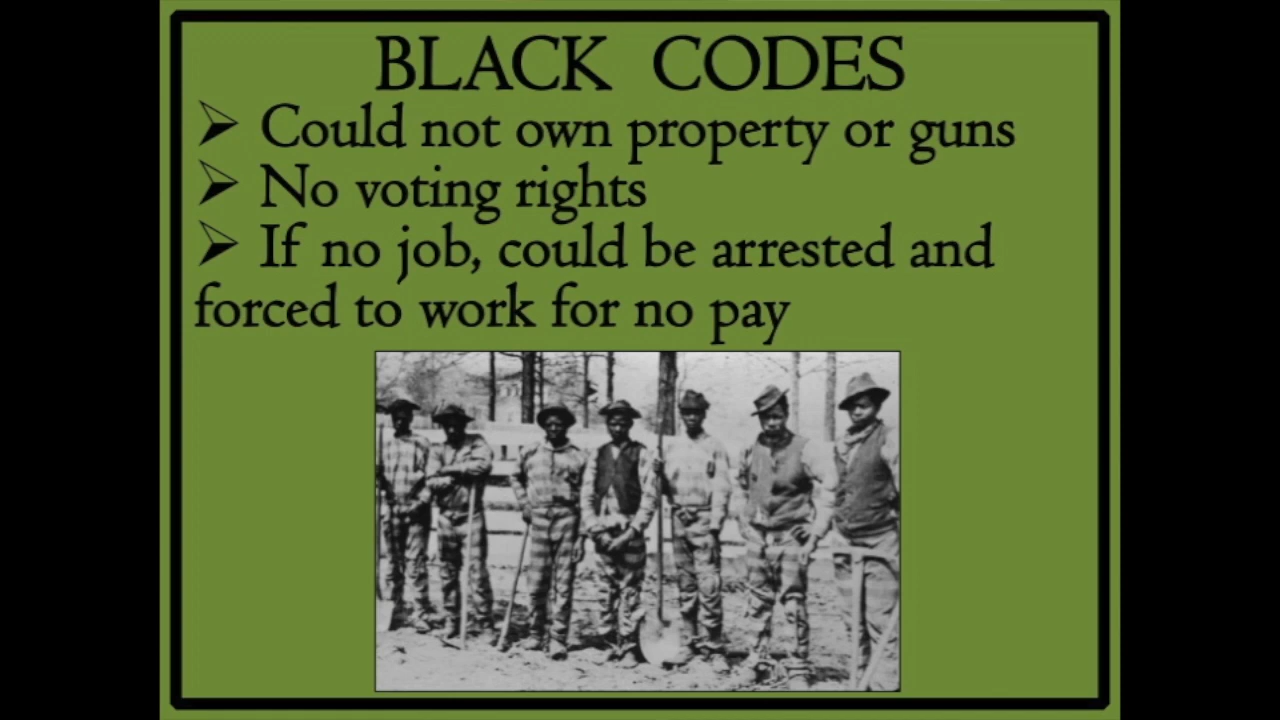 BLACK CODES
➢ Could not own property or guns
➢ No voting rights
➢ If no job, could be arrested and
forced to work for no pay